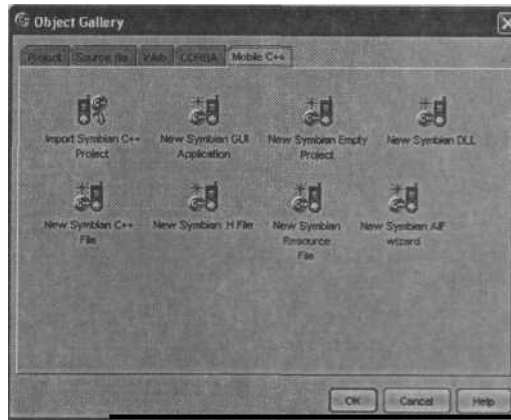 Object Gallery
Project Source file Web CORBA Mobile C++
Import Symbian C++ Project
New Symbian GUI Application
New Symbian Empty Project
New Symbian DLL
New Symbian C++ File
New Symbian .H File
New Symbian Resource File
New Symbian AIF wizard
OK Cancel Help